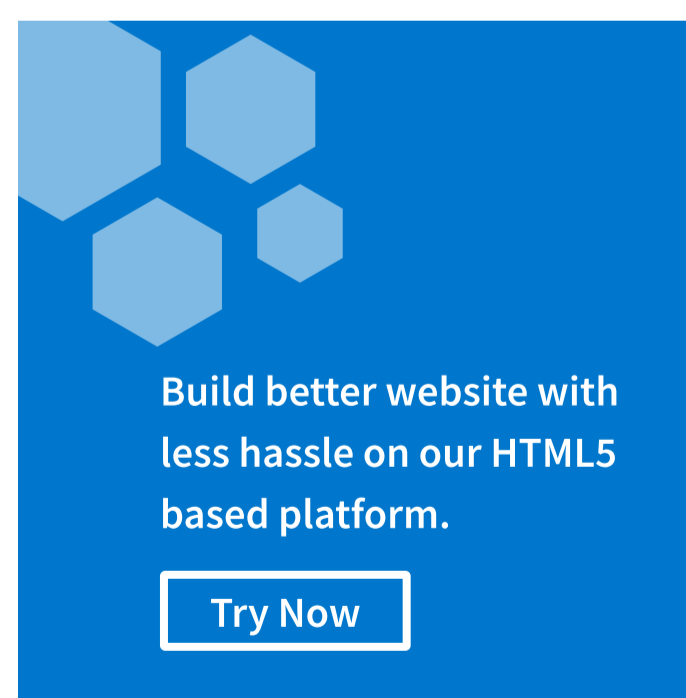 Build better website with
less hassle on our HTML5
based platform.
Try Now